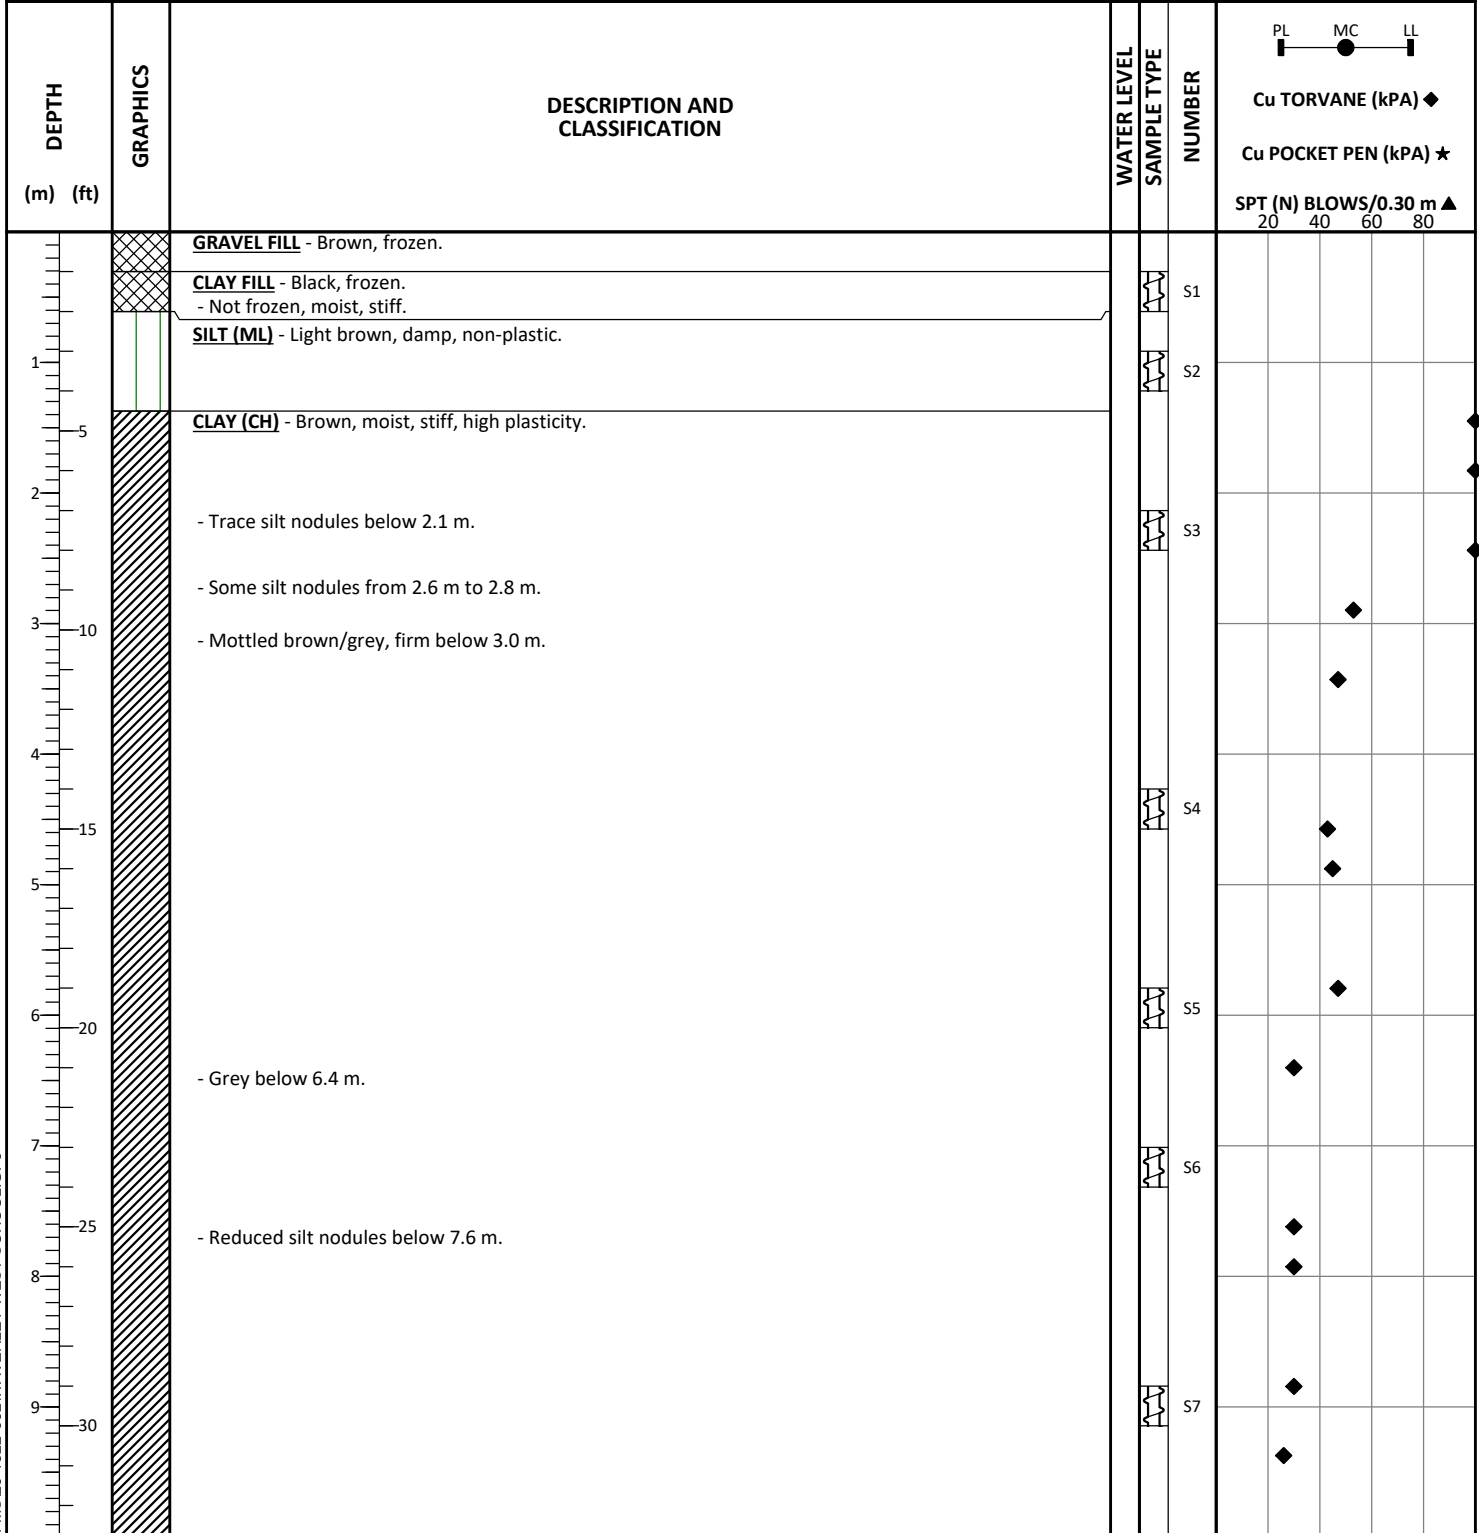 DEPTH
(m) (ft)
GRAPHICS
DESCRIPTION AND
CLASSIFICATION
WATER LEVEL
SAMPLE TYPE
NUMBER
PL MC LL
Cu TORVANE (kPA) ◆
Cu POCKET PEN (kPA) ★
SPT (N) BLOWS/0.30 m ▲
20 40 60 80
GRAVEL FILL - Brown, frozen.
CLAY FILL - Black, frozen.
S1
- Not frozen, moist, stiff.
SILT (ML) - Light brown, damp, non-plastic.
1
S2
CLAY (CH) - Brown, moist, stiff, high plasticity.
5
2
- Trace silt nodules below 2.1 m.
S3
- Some silt nodules from 2.6 m to 2.8 m.
3
10
- Mottled brown/grey, firm below 3.0 m.
4
S4
15
5
S5
6
20
- Grey below 6.4 m.
7
S6
25
- Reduced silt nodules below 7.6 m.
8
9
S7
30